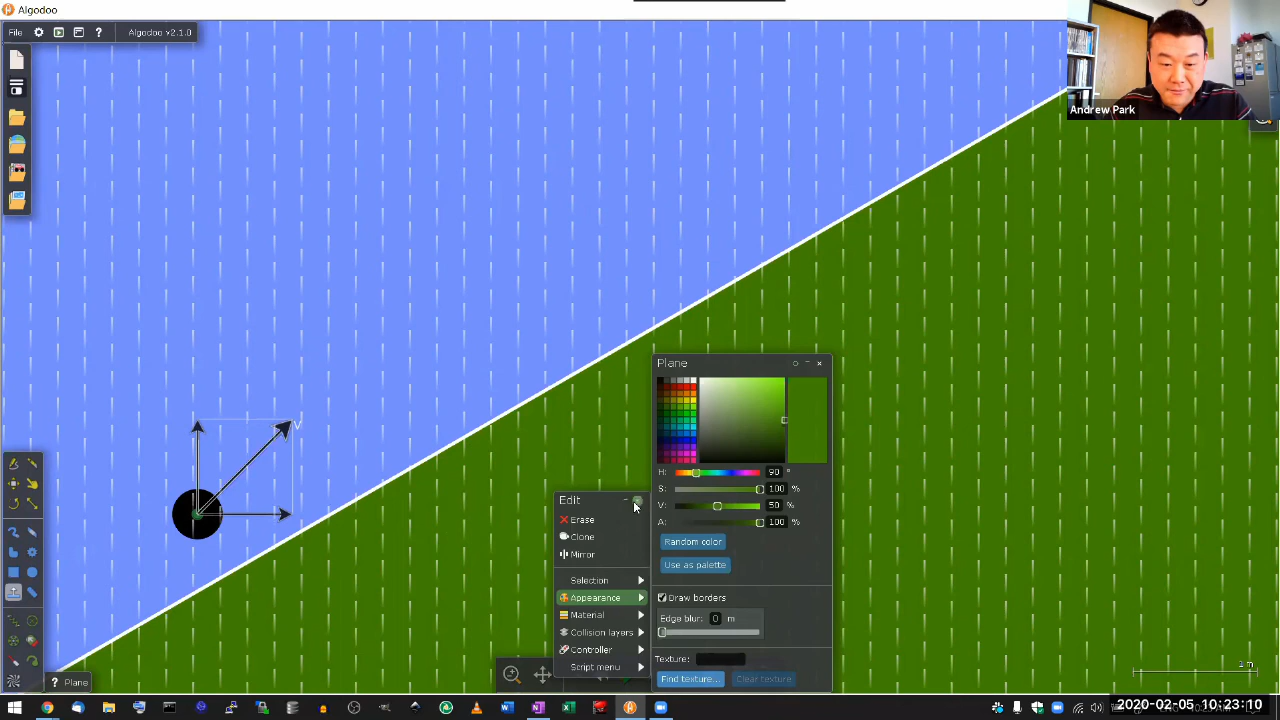 Algodoo
File
?
Algodoo v2.1.0
Andrew Park
V
Plane
H: 90 °
S: 100 %
V: 50 %
A: 100 %
Random color
Use as palette
Draw borders
Edge blur: 0 m
Texture:
Find texture...
Clear texture
Edit
Erase
Clone
Mirror
Selection
Appearance
Material
Collision layers
Controller
Script menu
? Plane
1 m
2020-02-05 10:23:10